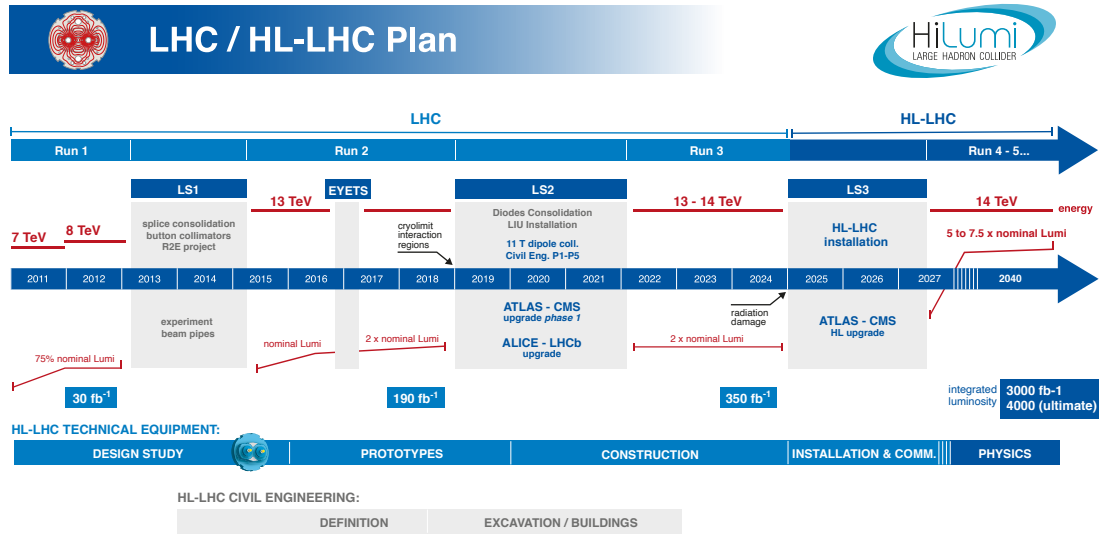 LHC / HL-LHC Plan
HiLumi
LARGE HADRON COLLIDER
LHC
HL-LHC
Run 1
Run 2
Run 3
Run 4 - 5...
LS1
EYETS
LS2
LS3
13 TeV
13 - 14 TeV
14 TeV
energy
7 TeV
8 TeV
splice consolidation
button collimators
R2E project
cryolimit
interaction
regions
Diodes Consolidation
LIU Installation
11 T dipole coll.
Civil Eng. P1-P5
HL-LHC
installation
5 to 7.5 x nominal Lumi
2011 2012 2013 2014 2015 2016 2017 2018 2019 2020 2021 2022 2023 2024 2025 2026 2027 2040
experiment
beam pipes
ATLAS - CMS
upgrade phase 1
ALICE - LHCb
upgrade
radiation
damage
ATLAS - CMS
HL upgrade
75% nominal Lumi
nominal Lumi
2 x nominal Lumi
2 x nominal Lumi
30 fb⁻¹
190 fb⁻¹
350 fb⁻¹
integrated
luminosity
3000 fb-1
4000 (ultimate)
HL-LHC TECHNICAL EQUIPMENT:
DESIGN STUDY
PROTOTYPES
CONSTRUCTION
INSTALLATION & COMM.
PHYSICS
HL-LHC CIVIL ENGINEERING:
DEFINITION
EXCAVATION / BUILDINGS